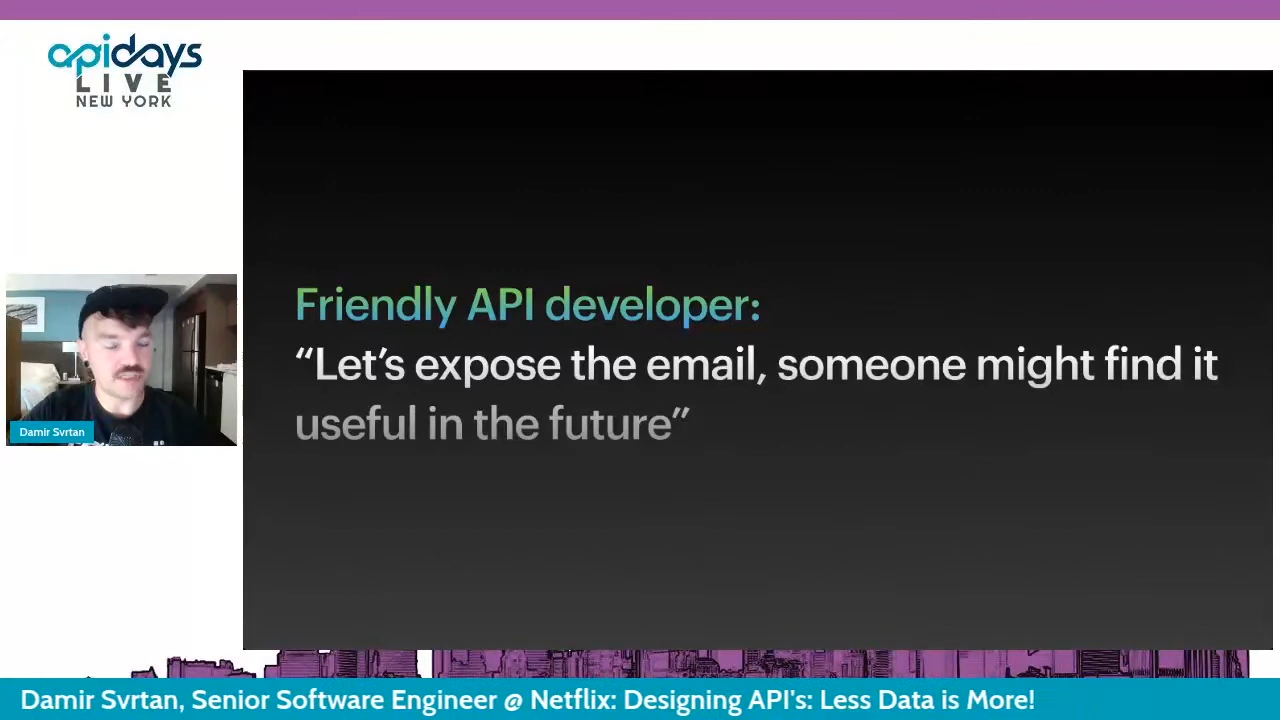 apidays
LIVE
NEW YORK
Friendly API developer:
“Let’s expose the email, someone might find it
useful in the future”
Damir Svrtan
Damir Svrtan, Senior Software Engineer @ Netflix: Designing API's: Less Data is More!